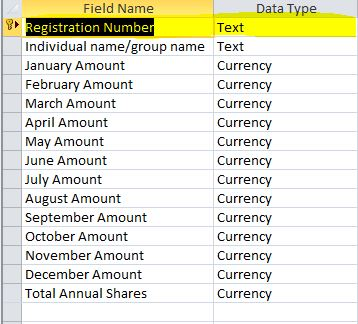 Field Name Data Type
Registration Number Text
Individual name/group name Text
January Amount Currency
February Amount Currency
March Amount Currency
April Amount Currency
May Amount Currency
June Amount Currency
July Amount Currency
August Amount Currency
September Amount Currency
October Amount Currency
November Amount Currency
December Amount Currency
Total Annual Shares Currency